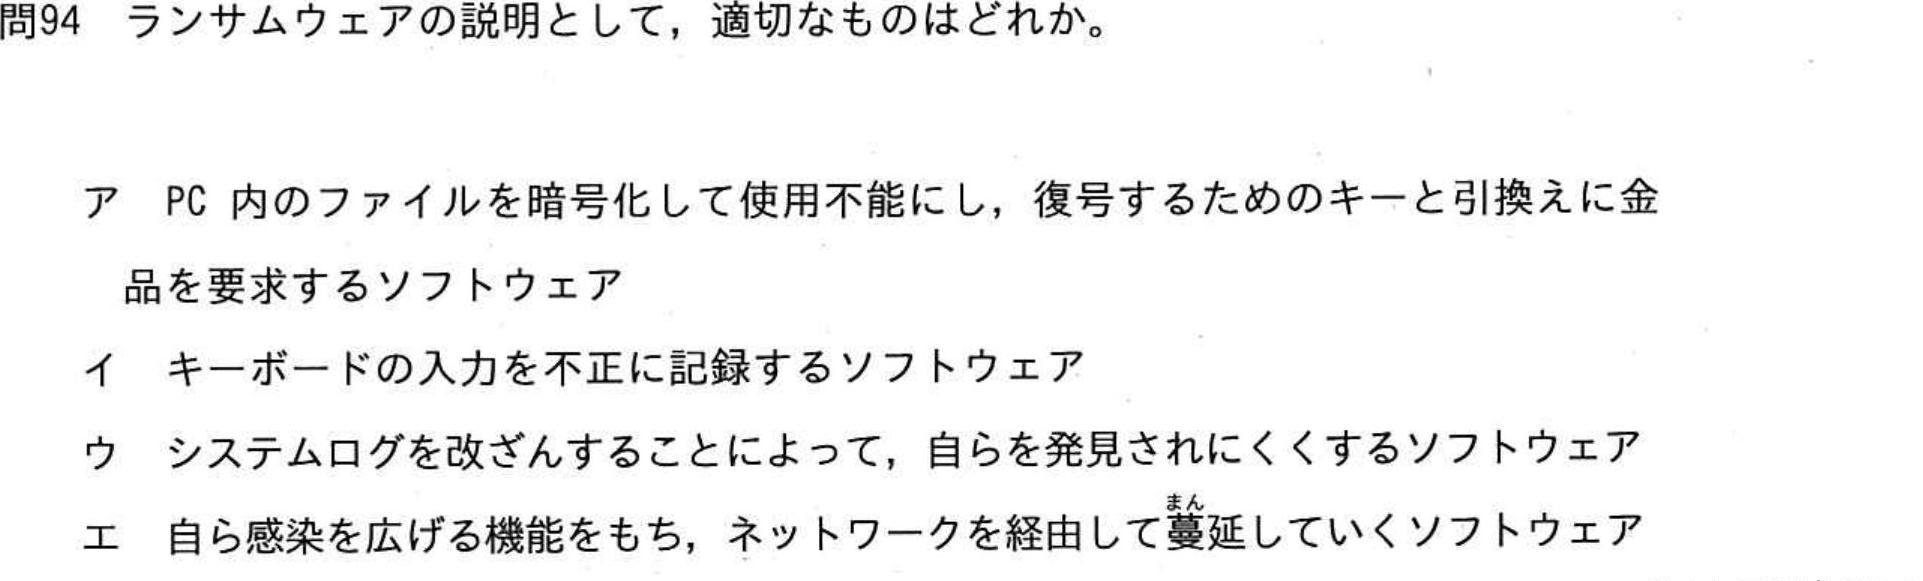 問94 ランサムウェアの説明として，適切なものはどれか。
ア PC 内のファイルを暗号化して使用不能にし，復号するためのキーと引換えに金
品を要求するソフトウェア
イ キーボードの入力を不正に記録するソフトウェア
ウ システムログを改ざんすることによって，自らを発見されにくくするソフトウェア
まん
エ 自ら感染を広げる機能をもち，ネットワークを経由して蔓延していくソフトウェア